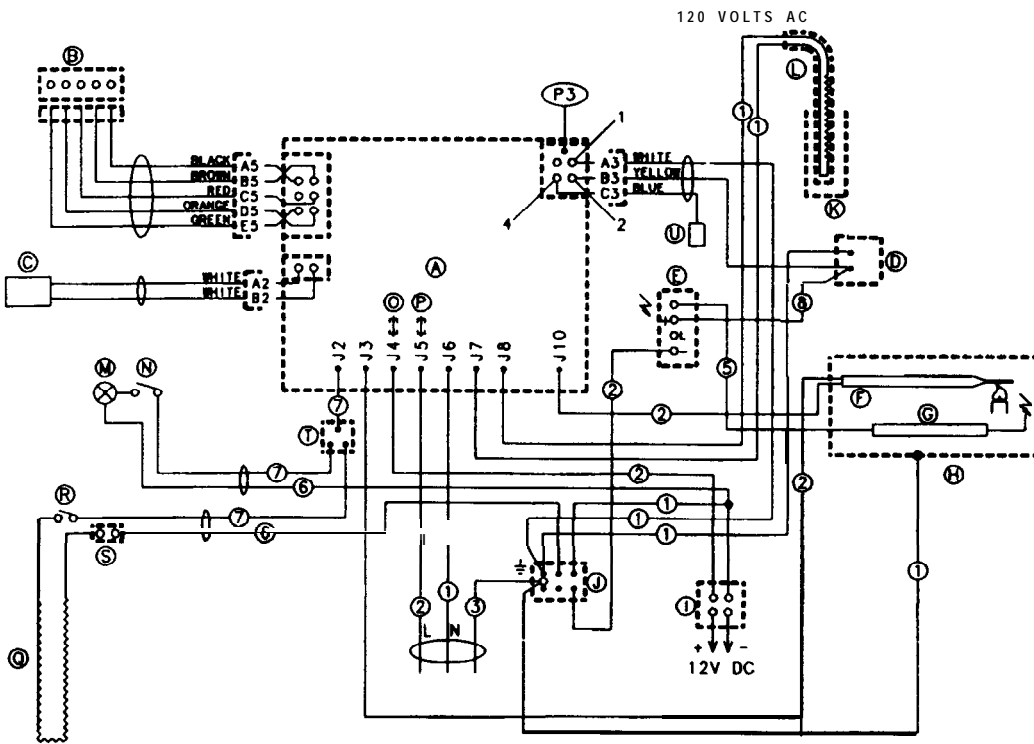 120 VOLTS AC
B
L
P3
1
1
1
BLACK A5
BROWN B5
RED C5
ORANGE D5
GREEN E5
A3 WHITE
B3 YELLOW
C3 BLUE
4
2
K
U
D
C
WHITE A2
WHITE B2
A
E
8
O
P
J2
J3
J4
J5
J6
J7
J8
J10
L
5
M
N
7
2
2
F
G
T
H
7
6
2
2
R
7
1
1
S
6
1
J
1
1
2
3
I
L N
+ -
12V DC
Q